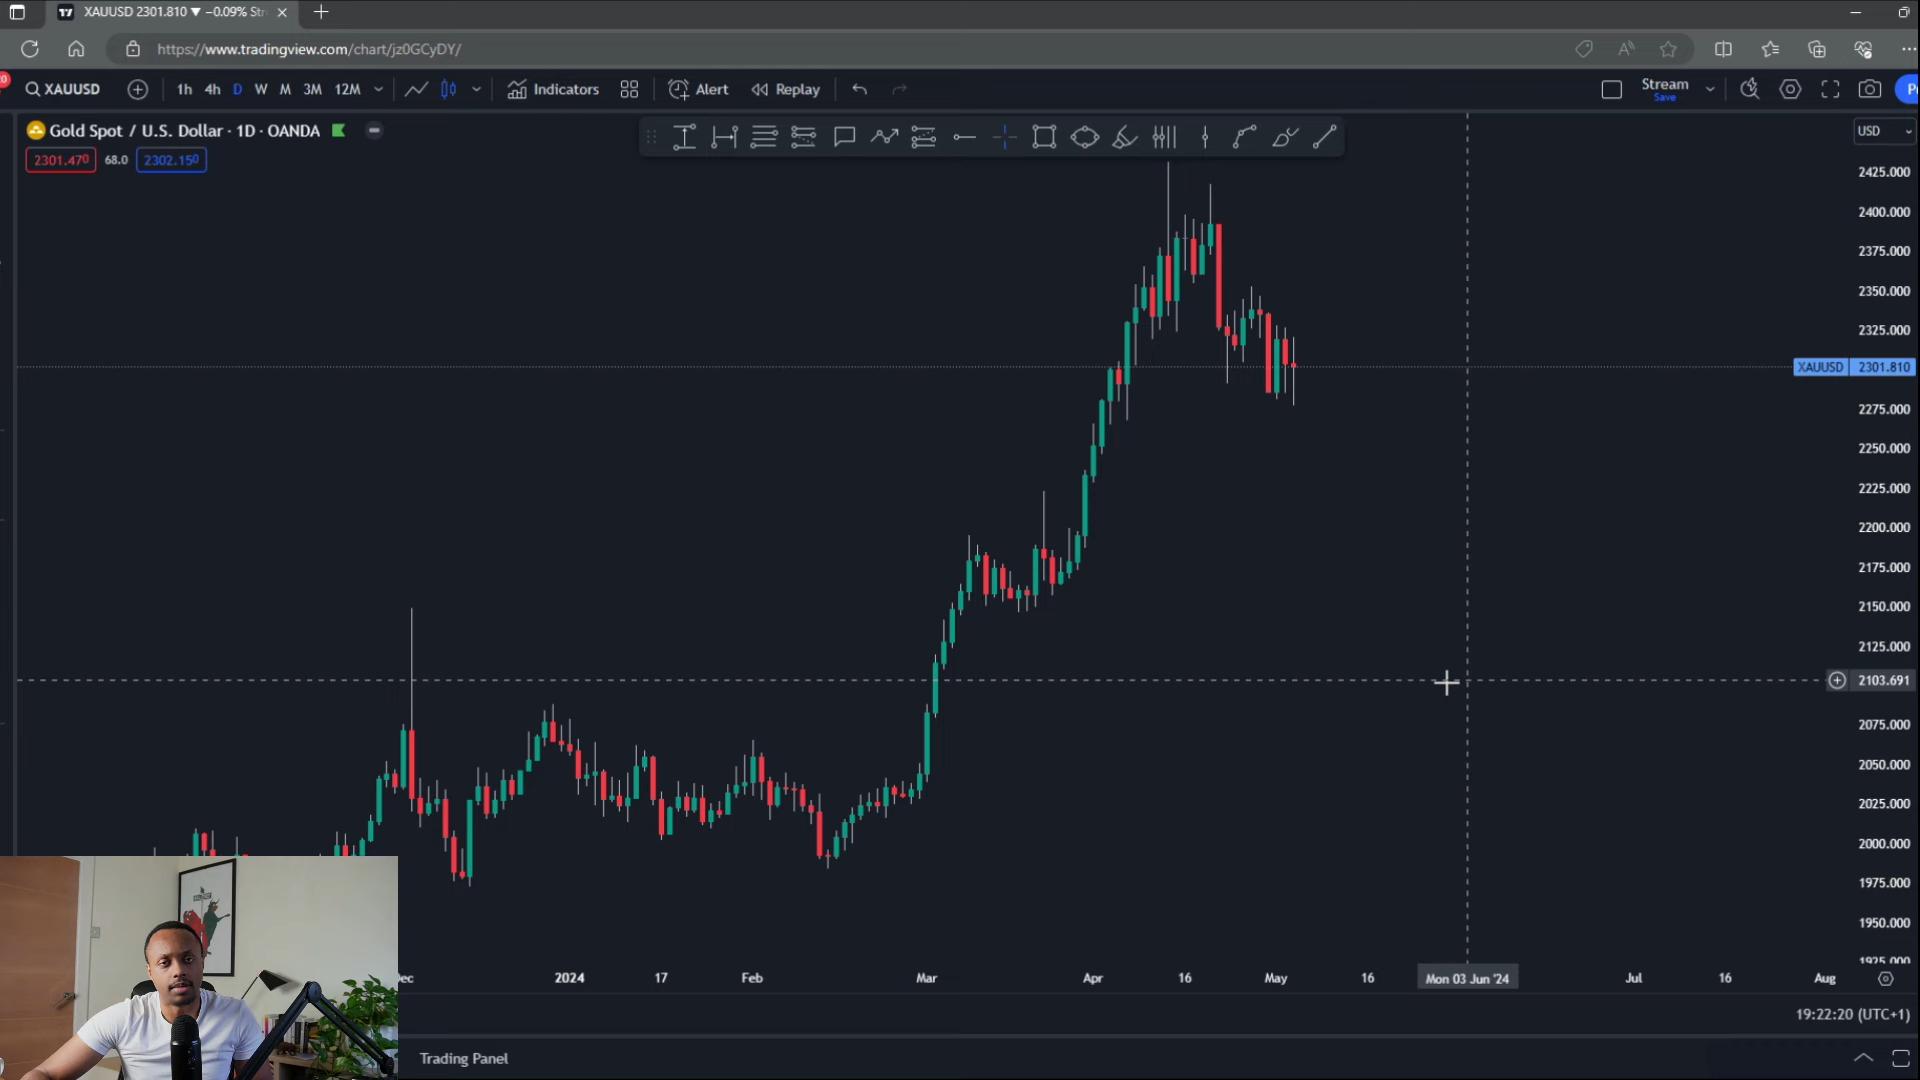 XAUUSD 2301.810 ▼ −0.09% Str
https://www.tradingview.com/chart/jz0GCyDY/
XAUUSD 1h 4h D W M 3M 12M Indicators Alert Replay Stream
Save
Gold Spot / U.S. Dollar · 1D · OANDA
USD
2301.470 68.0 2302.150
2425.000
2400.000
2375.000
2350.000
2325.000
XAUUSD 2301.810
2275.000
2250.000
2225.000
2200.000
2175.000
2150.000
2125.000
2103.691
2075.000
2050.000
2025.000
2000.000
1975.000
1950.000
1925.000
Dec 2024 17 Feb Mar Apr 16 May 16 Mon 03 Jun '24 Jul 16 Aug
19:22:20 (UTC+1)
Trading Panel